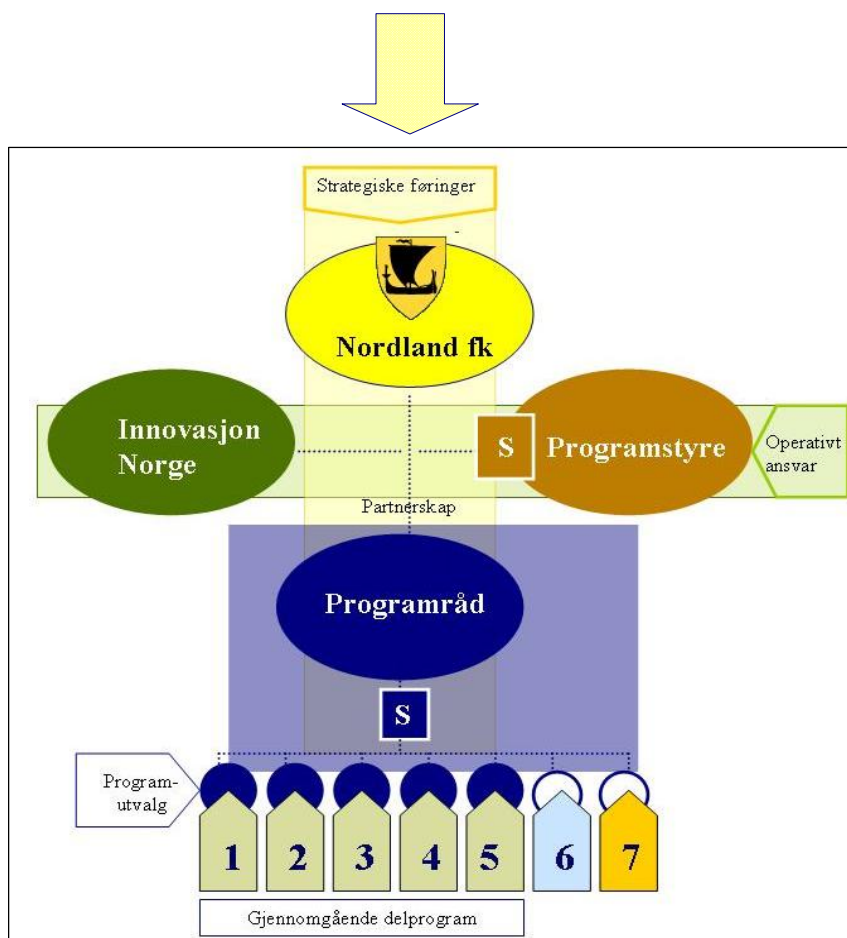 Strategiske føringer
Nordland fk
Innovasjon
Norge
S
Programstyre
Operativt
ansvar
Partnerskap
Programråd
S
Program-
utvalg
1 2 3 4 5 6 7
Gjennomgående delprogram